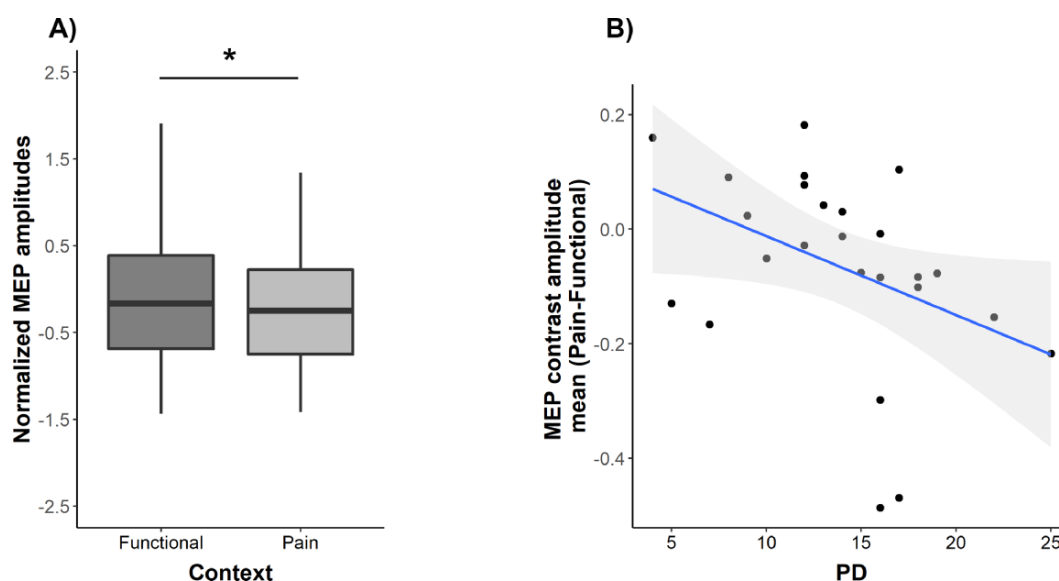 A)
*
Normalized MEP amplitudes
2.5
1.5
0.5
-0.5
-1.5
-2.5
Functional
Pain
Context
B)
MEP contrast amplitude
mean (Pain-Functional)
0.2
0.0
-0.2
-0.4
5
10
15
20
25
PD